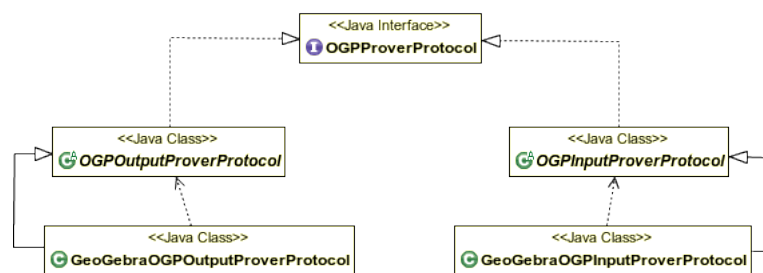 <<Java Interface>>
OGPProverProtocol
<<Java Class>>
OGPOutputProverProtocol
<<Java Class>>
OGPInputProverProtocol
<<Java Class>>
GeoGebraOGPOutputProverProtocol
<<Java Class>>
GeoGebraOGPInputProverProtocol